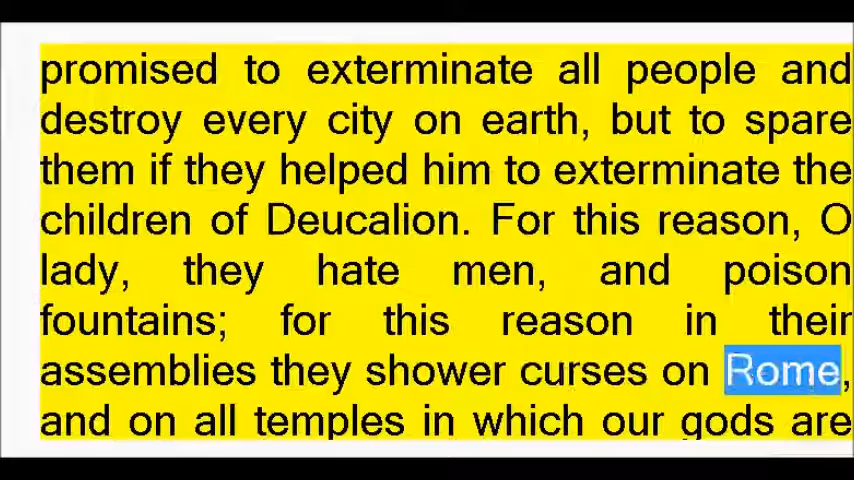 promised to exterminate all people and
destroy every city on earth, but to spare
them if they helped him to exterminate the
children of Deucalion. For this reason, O
lady, they hate men, and poison
fountains; for this reason in their
assemblies they shower curses on Rome,
and on all temples in which our gods are